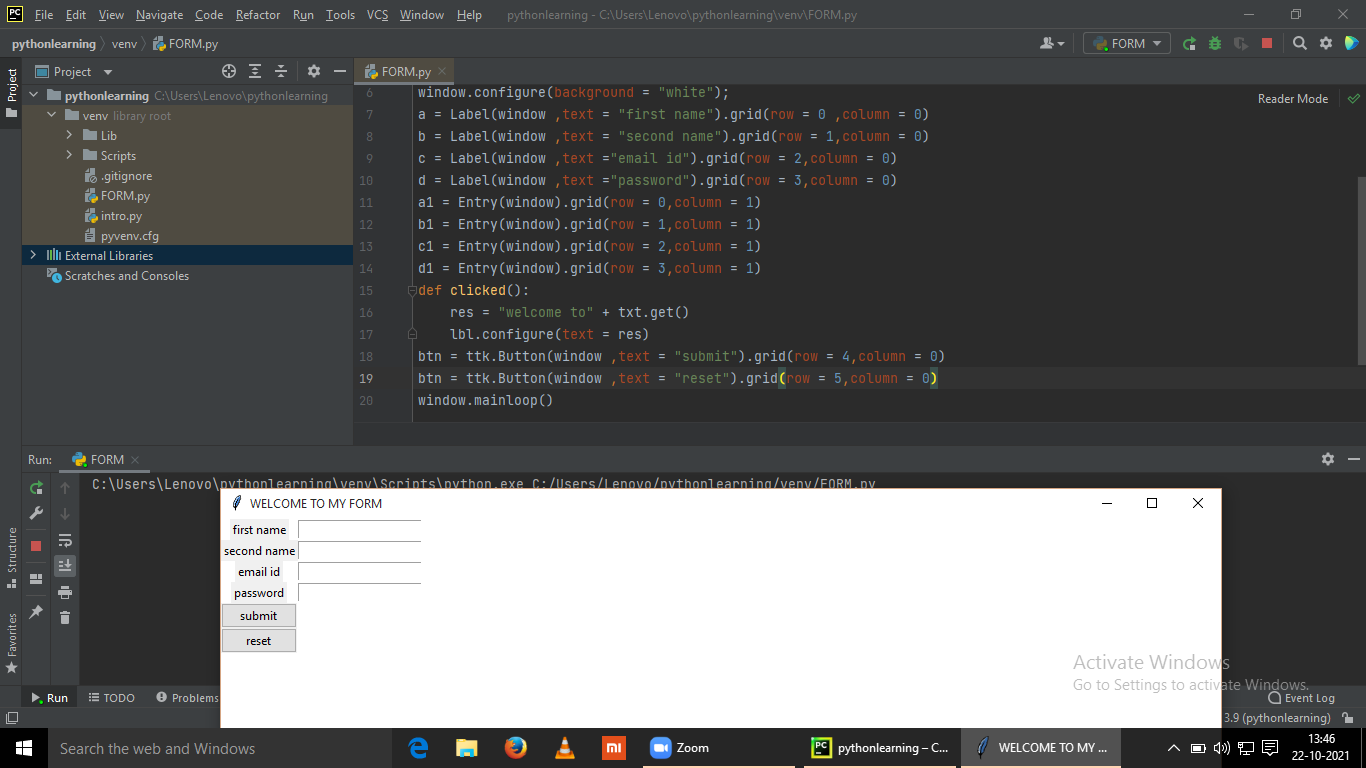 File Edit View Navigate Code Refactor Run Tools VCS Window Help pythonlearning - C:\Users\Lenovo\pythonlearning\venv\FORM.py
pythonlearning venv FORM.py FORM
Project FORM.py
Project
pythonlearning C:\Users\Lenovo\pythonlearning
venv library root
Lib
Scripts
.gitignore
FORM.py
intro.py
pyvenv.cfg
External Libraries
Scratches and Consoles
Reader Mode
6 window.configure(background = "white");
7 a = Label(window ,text = "first name").grid(row = 0 ,column = 0)
8 b = Label(window ,text = "second name").grid(row = 1,column = 0)
9 c = Label(window ,text ="email id").grid(row = 2,column = 0)
10 d = Label(window ,text ="password").grid(row = 3,column = 0)
11 a1 = Entry(window).grid(row = 0,column = 1)
12 b1 = Entry(window).grid(row = 1,column = 1)
13 c1 = Entry(window).grid(row = 2,column = 1)
14 d1 = Entry(window).grid(row = 3,column = 1)
15 def clicked():
16 res = "welcome to" + txt.get()
17 lbl.configure(text = res)
18 btn = ttk.Button(window ,text = "submit").grid(row = 4,column = 0)
19 btn = ttk.Button(window ,text = "reset").grid(row = 5,column = 0)
20 window.mainloop()
Run: FORM
C:\Users\Lenovo\pythonlearning\venv\Scripts\python.exe C:/Users/Lenovo/pythonlearning/venv/FORM.py
WELCOME TO MY FORM
first name
second name
email id
password
submit
reset
Structure
Favorites
Activate Windows
Go to Settings to activate Windows.
Run TODO Problems Event Log
3.9 (pythonlearning)
Search the web and Windows Zoom pythonlearning – C... WELCOME TO MY ... 13:46
22-10-2021